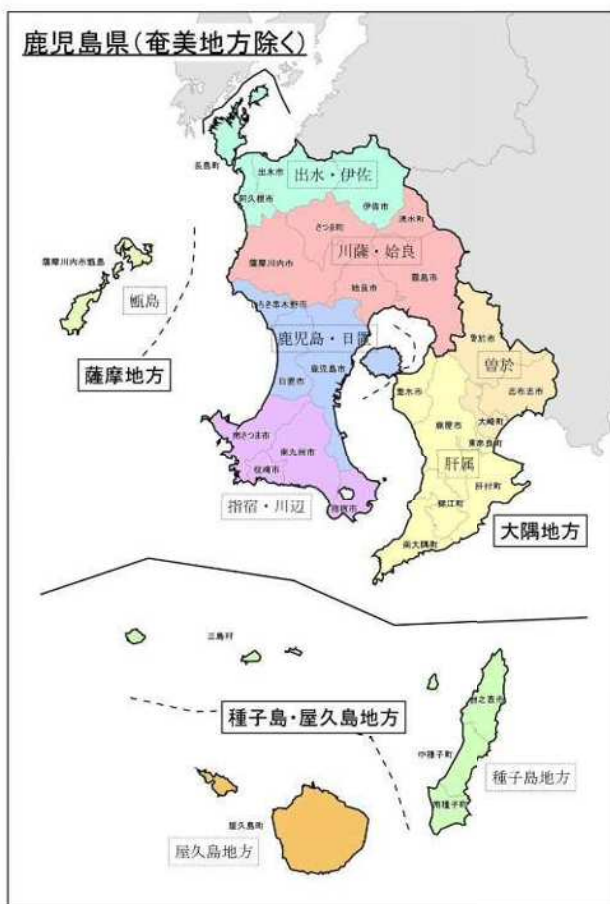 鹿児島県(奄美地方除く)
長島町
出水市
出水・伊佐
阿久根市
伊佐市
湧水町
さつま町
川薩・姶良
薩摩川内市甑島
薩摩川内市
霧島市
姶良市
甑島
いちき串木野市
鹿児島・日置
曽於市
薩摩地方
日置市
鹿児島市
曽於
志布志市
垂水市
大崎町
鹿屋市
南さつま市
東串良町
南九州市
肝属
枕崎市
肝付町
指宿・川辺
指宿市
錦江町
大隅地方
南大隅町
三島村
西之表市
種子島・屋久島地方
中種子町
種子島地方
南種子町
屋久島町
屋久島地方